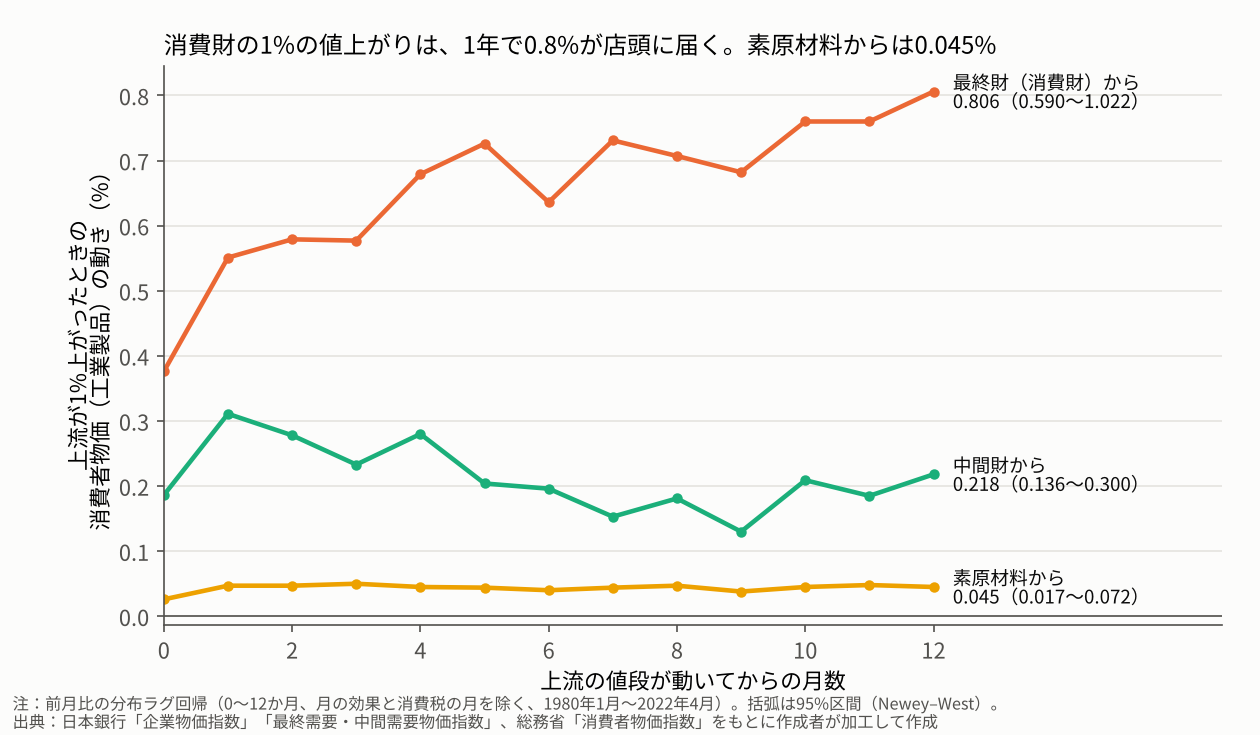 消費財の1%の値上がりは、1年で0.8%が店頭に届く。素原材料からは0.045%
上流が1%上がったときの
消費者物価（工業製品）の動き（%）
0.8
0.7
0.6
0.5
0.4
0.3
0.2
0.1
0.0
最終財（消費財）から
0.806（0.590〜1.022）
中間財から
0.218（0.136〜0.300）
素原材料から
0.045（0.017〜0.072）
0 2 4 6 8 10 12
上流の値段が動いてからの月数
注：前月比の分布ラグ回帰（0〜12か月、月の効果と消費税の月を除く、1980年1月〜2022年4月）。括弧は95%区間（Newey–West）。
出典：日本銀行「企業物価指数」「最終需要・中間需要物価指数」、総務省「消費者物価指数」をもとに作成者が加工して作成